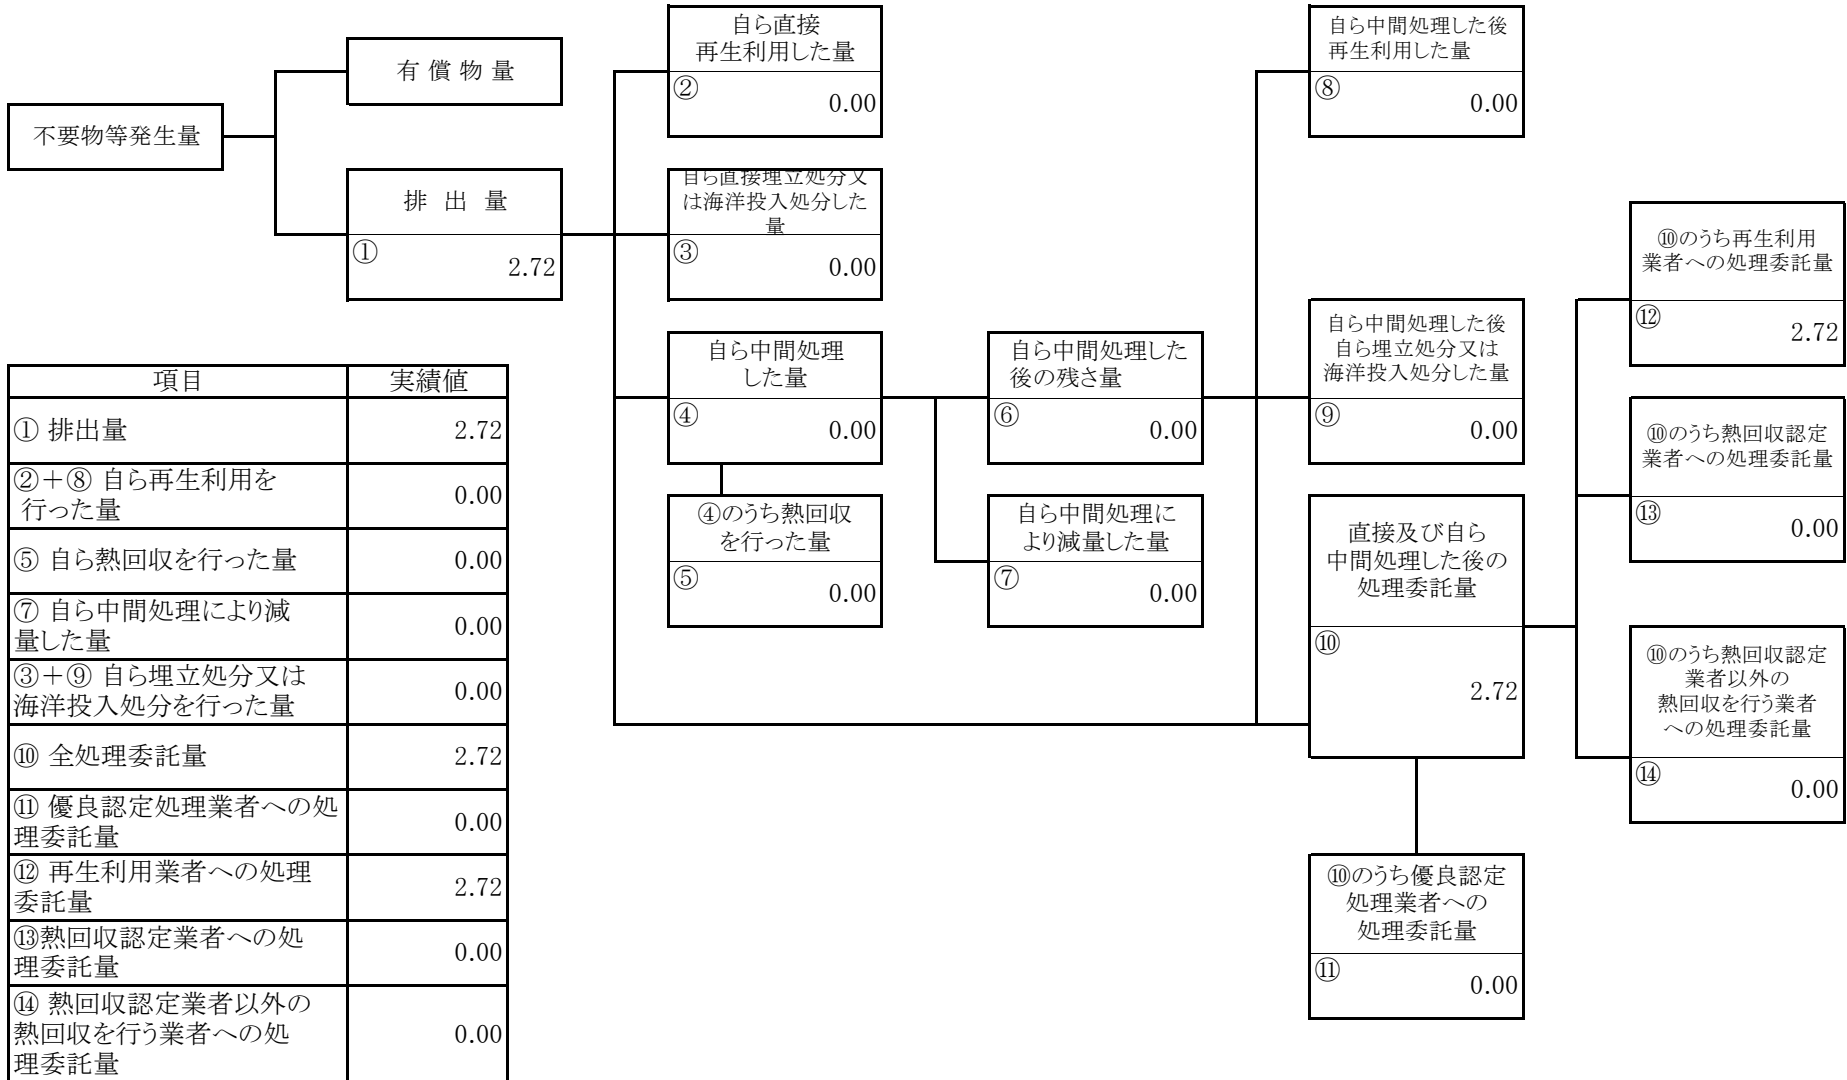 不要物等発生量
有 償 物 量
排 出 量
①
2.72
自ら直接
再生利用した量
②
0.00
自ら直接埋立処分又
は海洋投入処分した
量
③
0.00
自ら中間処理
した量
④
0.00
④のうち熱回収
を行った量
⑤
0.00
自ら中間処理した
後の残さ量
⑥
0.00
自ら中間処理に
より減量した量
⑦
0.00
自ら中間処理した後
再生利用した量
⑧
0.00
自ら中間処理した後
自ら埋立処分又は
海洋投入処分した量
⑨
0.00
直接及び自ら
中間処理した後の
処理委託量
⑩
2.72
⑩のうち優良認定
処理業者への
処理委託量
⑪
0.00
⑩のうち再生利用
業者への処理委託量
⑫
2.72
⑩のうち熱回収認定
業者への処理委託量
⑬
0.00
⑩のうち熱回収認定
業者以外の
熱回収を行う業者
への処理委託量
⑭
0.00
項目 実績値
① 排出量 2.72
②＋⑧ 自ら再生利用を
行った量 0.00
⑤ 自ら熱回収を行った量 0.00
⑦ 自ら中間処理により減
量した量 0.00
③＋⑨ 自ら埋立処分又は
海洋投入処分を行った量 0.00
⑩ 全処理委託量 2.72
⑪ 優良認定処理業者への処
理委託量 0.00
⑫ 再生利用業者への処理
委託量 2.72
⑬熱回収認定業者への処
理委託量 0.00
⑭ 熱回収認定業者以外の
熱回収を行う業者への処
理委託量 0.00